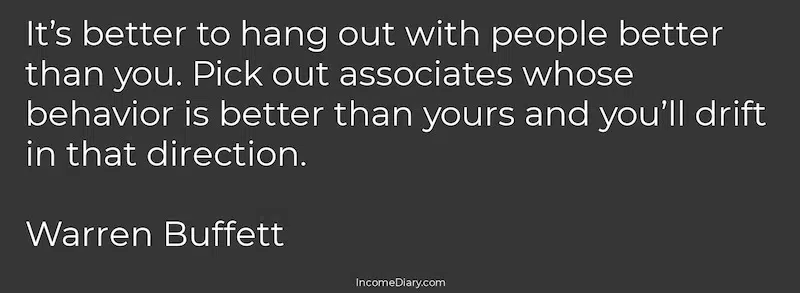 It’s better to hang out with people better
than you. Pick out associates whose
behavior is better than yours and you’ll drift
in that direction.
Warren Buffett
IncomeDiary.com